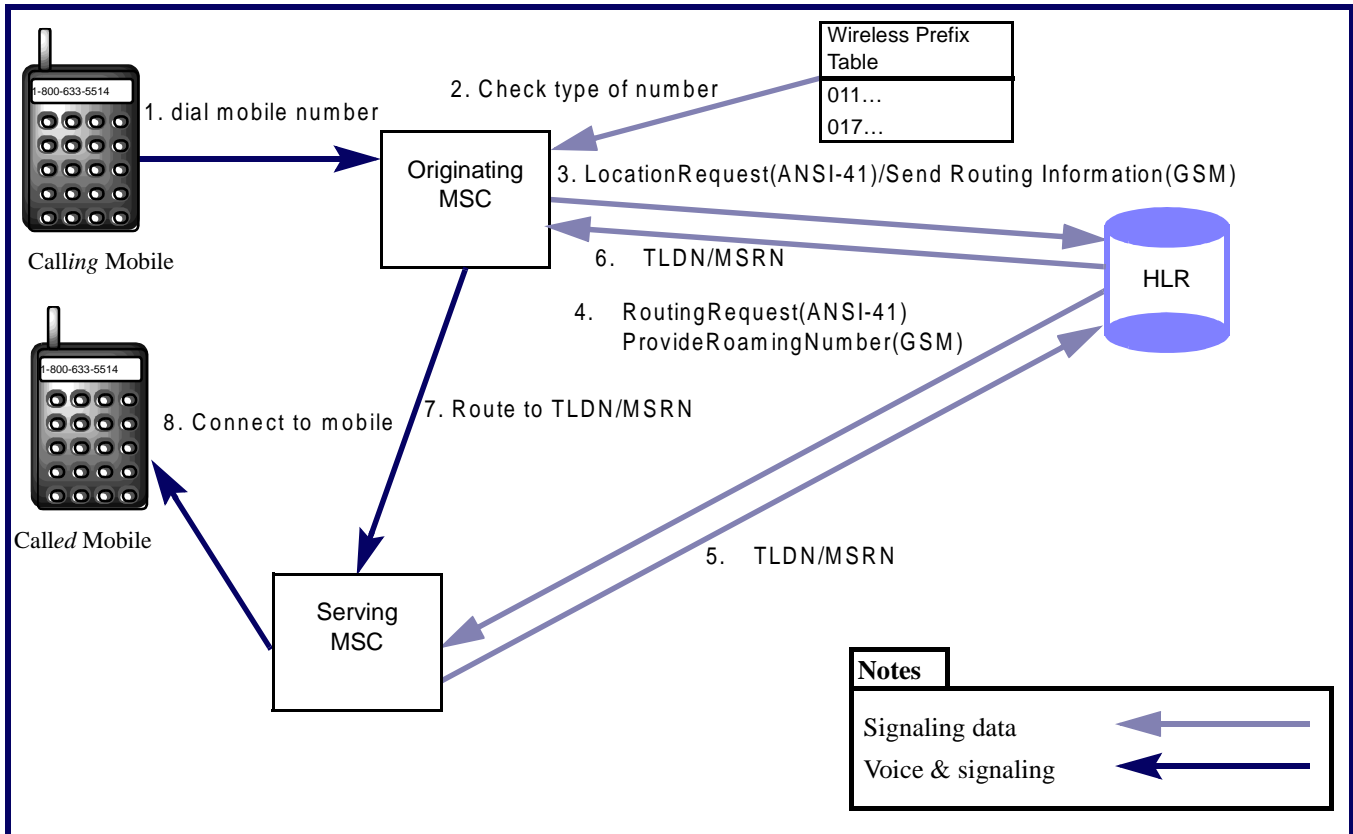 Wireless Prefix
Table
011…
017…
1-800-633-5514
1. dial mobile number
2. Check type of number
Originating
MSC
3. LocationRequest(ANSI-41)/Send Routing Information(GSM)
Calling Mobile
6. TLDN/MSRN
HLR
4. RoutingRequest(ANSI-41)
ProvideRoamingNumber(GSM)
1-800-633-5514
8. Connect to mobile
7. Route to TLDN/MSRN
Called Mobile
5. TLDN/MSRN
Serving
MSC
Notes
Signaling data
Voice & signaling